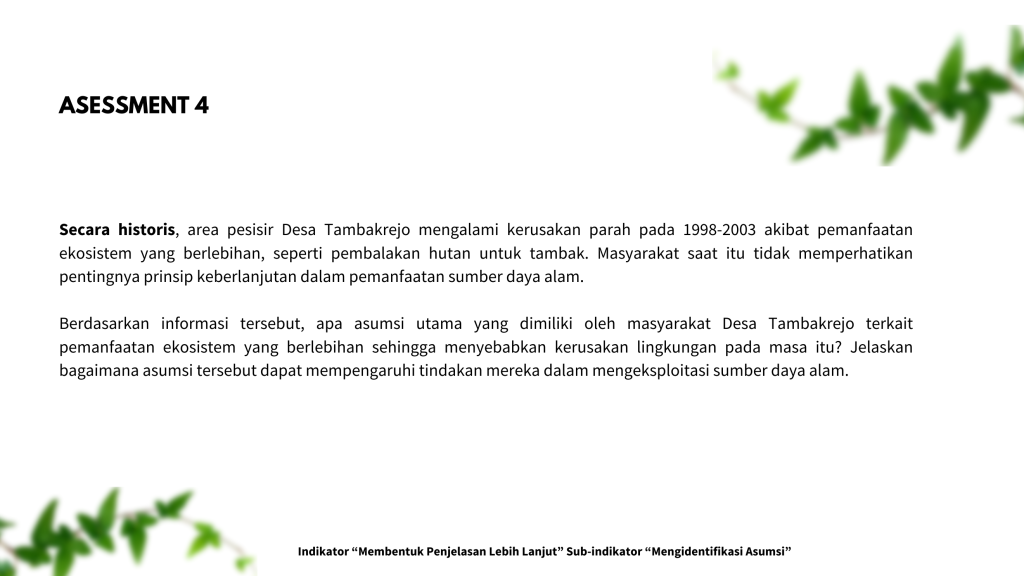 ASESSMENT 4
Secara historis, area pesisir Desa Tambakrejo mengalami kerusakan parah pada 1998-2003 akibat pemanfaatan
ekosistem yang berlebihan, seperti pembalakan hutan untuk tambak. Masyarakat saat itu tidak memperhatikan
pentingnya prinsip keberlanjutan dalam pemanfaatan sumber daya alam.
Berdasarkan informasi tersebut, apa asumsi utama yang dimiliki oleh masyarakat Desa Tambakrejo terkait
pemanfaatan ekosistem yang berlebihan sehingga menyebabkan kerusakan lingkungan pada masa itu? Jelaskan
bagaimana asumsi tersebut dapat mempengaruhi tindakan mereka dalam mengeksploitasi sumber daya alam.
Indikator “Membentuk Penjelasan Lebih Lanjut” Sub-indikator “Mengidentifikasi Asumsi”